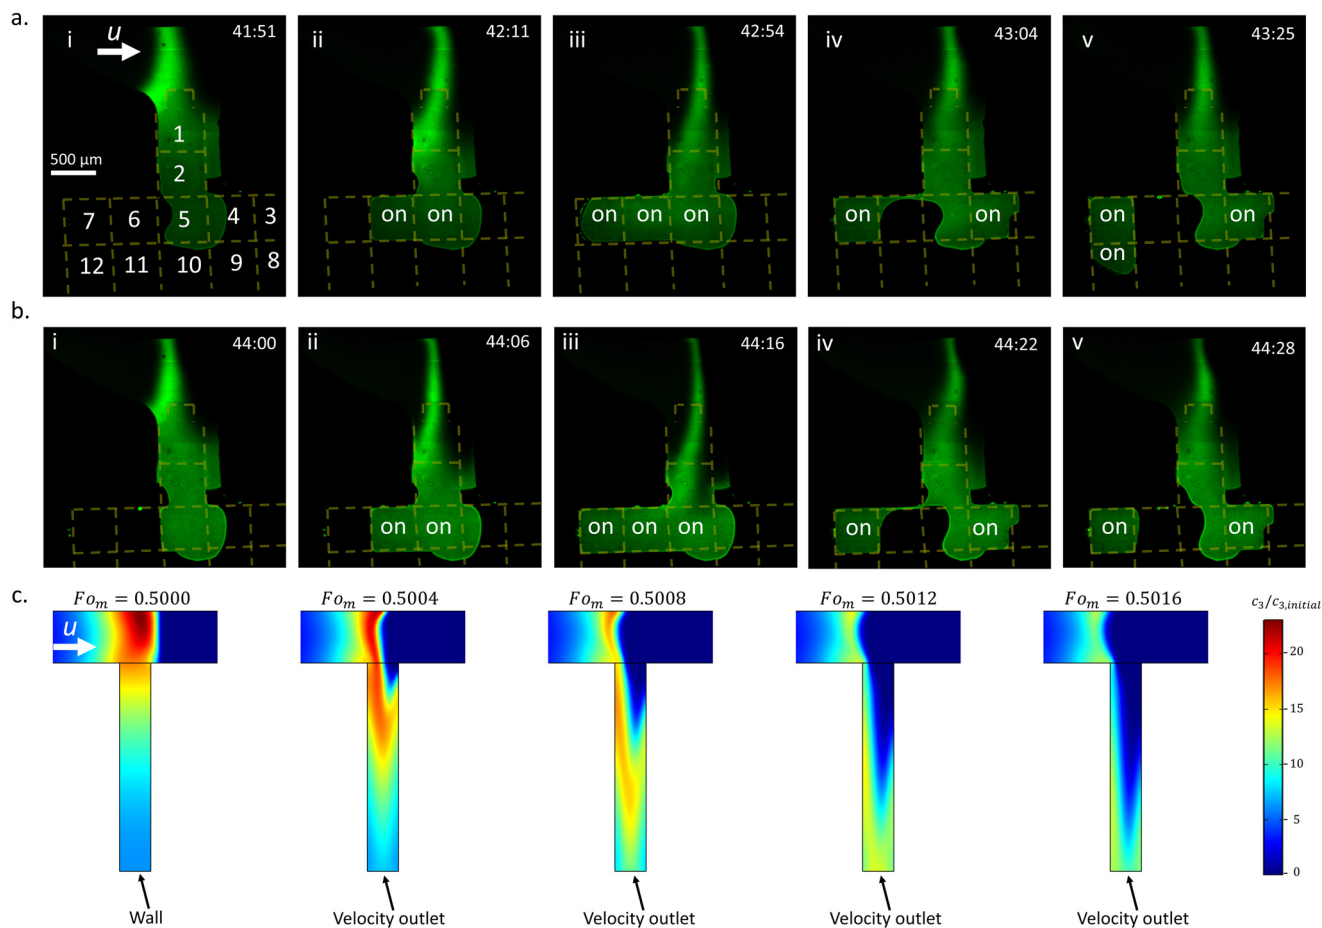 a.
i
u
41:51
1
2
500 µm
7 6 5 4 3
12 11 10 9 8
ii
42:11
on on
iii
42:54
on on on
iv
43:04
on on
v
43:25
on on
on
b.
i
44:00
ii
44:06
on on
iii
44:16
on on on
iv
44:22
on on
v
44:28
on on
c.
Fo_m = 0.5000
u
Wall
Fo_m = 0.5004
Velocity outlet
Fo_m = 0.5008
Velocity outlet
Fo_m = 0.5012
Velocity outlet
Fo_m = 0.5016
Velocity outlet
c_3/c_{3,initial}
20
15
10
5
0